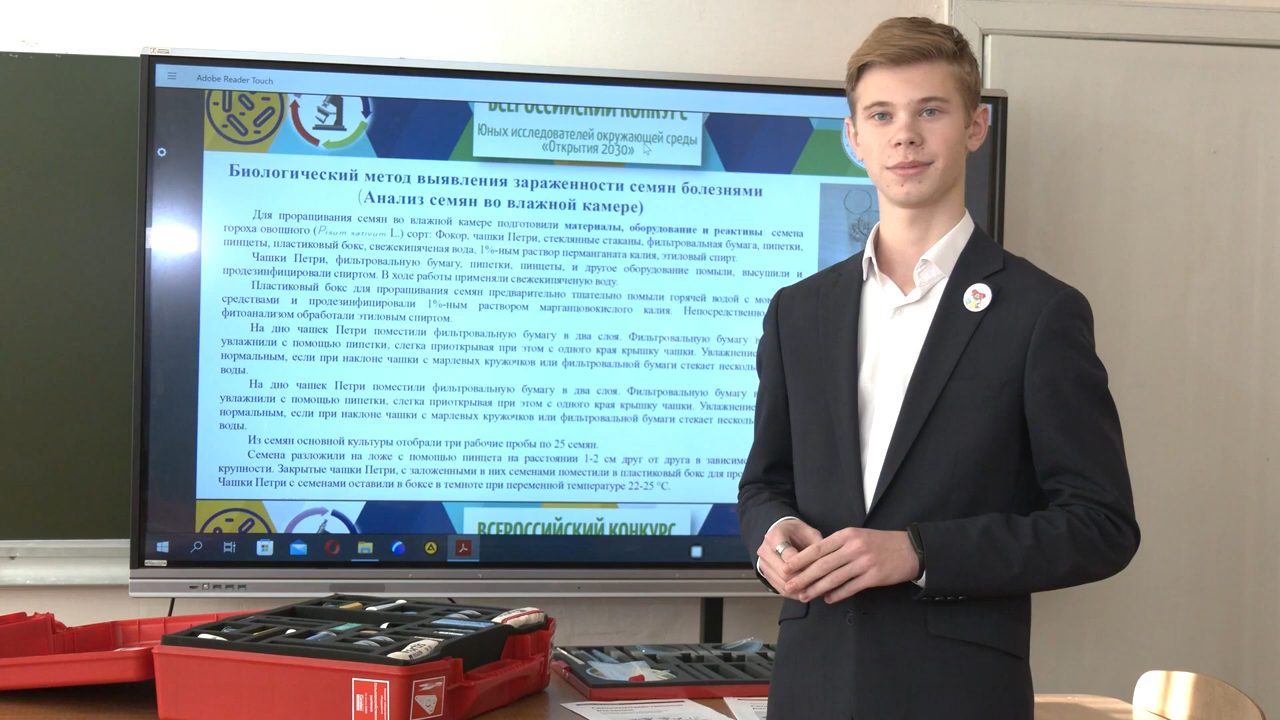 Adobe Reader Touch
ВСЕРОССИЙСКИЙ КОНКУРС
Юных исследователей окружающей среды
«Открытия 2030»
Биологический метод выявления зараженности семян болезнями
(Анализ семян во влажной камере)
Для проращивания семян во влажной камере подготовили материалы, оборудование и реактивы: семена
гороха овощного (Pisum sativum L.) сорт: Фокор, чашки Петри, стеклянные стаканы, фильтровальная бумага, пипетки,
пинцеты, пластиковый бокс, свежекипяченая вода, 1%-ным раствор перманганата калия, этиловый спирт.
Чашки Петри, фильтровальную бумагу, пипетки, пинцеты, и другое оборудование помыли, высушили и
продезинфицировали спиртом. В ходе работы применяли свежекипяченую воду.
Пластиковый бокс для проращивания семян предварительно тщательно помыли горячей водой с
средствами и продезинфицировали 1%-ным раствором марганцовокислого калия. Непосредственно
фитоанализом обработали этиловым спиртом.
На дно чашек Петри поместили фильтровальную бумагу в два слоя. Фильтровальную бумагу
увлажнили с помощью пипетки, слегка приоткрывая при этом с одного края крышку чашки. Увлажнение
нормальным, если при наклоне чашки с марлевых кружочков или фильтровальной бумаги стекает
воды.
На дно чашек Петри поместили фильтровальную бумагу в два слоя. Фильтровальную бумагу
увлажнили с помощью пипетки, слегка приоткрывая при этом с одного края крышку чашки. Увлажнение
нормальным, если при наклоне чашки с марлевых кружочков или фильтровальной бумаги стекает
воды.
Из семян основной культуры отобрали три рабочие пробы по 25 семян.
Семена разложили на ложе с помощью пинцета на расстоянии 1-2 см друг от друга в
крупности. Закрытые чашки Петри, с заложенными в них семенами поместили в пластиковый бокс для
Чашки Петри с семенами оставили в боксе в темноте при переменной температуре 22-25 °С.
ВСЕРОССИЙСКИЙ КОНКУРС